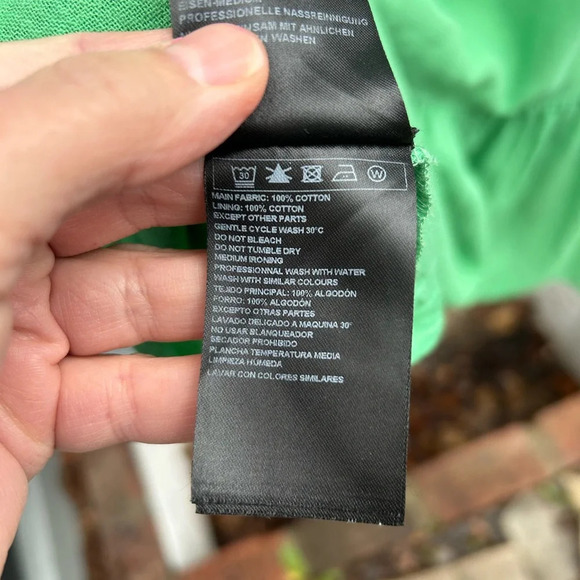 PROFESSIONELLE NASSREINIGUNG
SAM MIT ÄHNLICHEN
WASHEN
30 W
MAIN FABRIC: 100% COTTON
LINING: 100% COTTON
EXCEPT OTHER PARTS
GENTLE CYCLE WASH 30°C
DO NOT BLEACH
DO NOT TUMBLE DRY
MEDIUM IRONING
PROFESSIONNAL WASH WITH WATER
WASH WITH SIMILAR COLOURS
TEJIDO PRINCIPAL: 100% ALGODÓN
FORRO: 100% ALGODÓN
EXCEPTO OTRAS PARTES
LAVADO DELICADO A MAQUINA 30°
NO USAR BLANQUEADOR
SECADOR PROHIBIDO
PLANCHA TEMPERATURA MEDIA
LIMPIEZA HÚMEDA
LAVAR CON COLORES SIMILARES